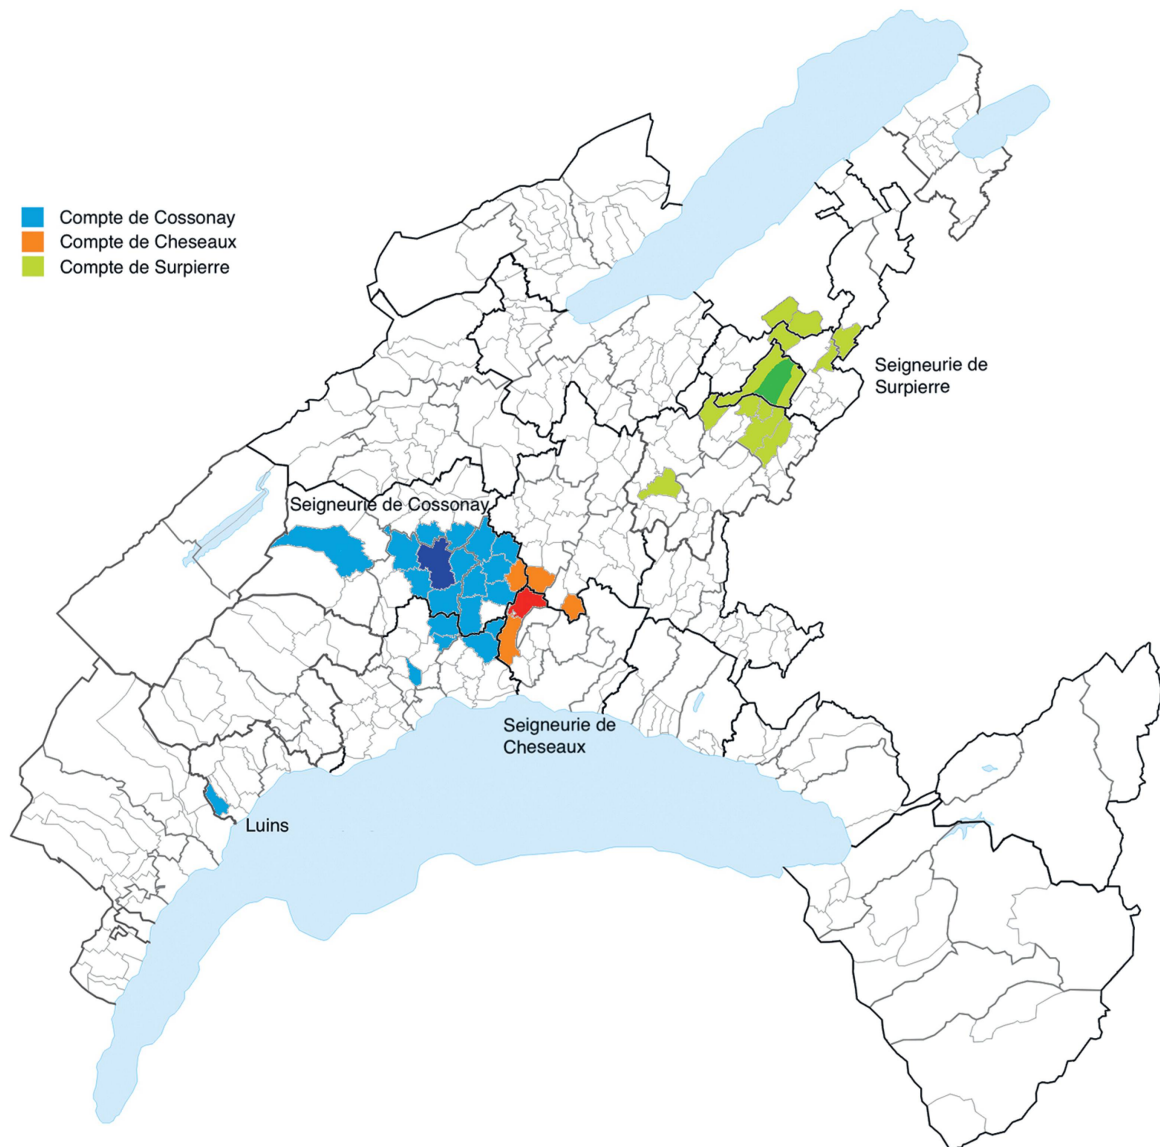 Compte de Cossonay
Compte de Cheseaux
Compte de Surpierre
Seigneurie de
Surpierre
Seigneurie de Cossonay
Seigneurie de
Cheseaux
Luins